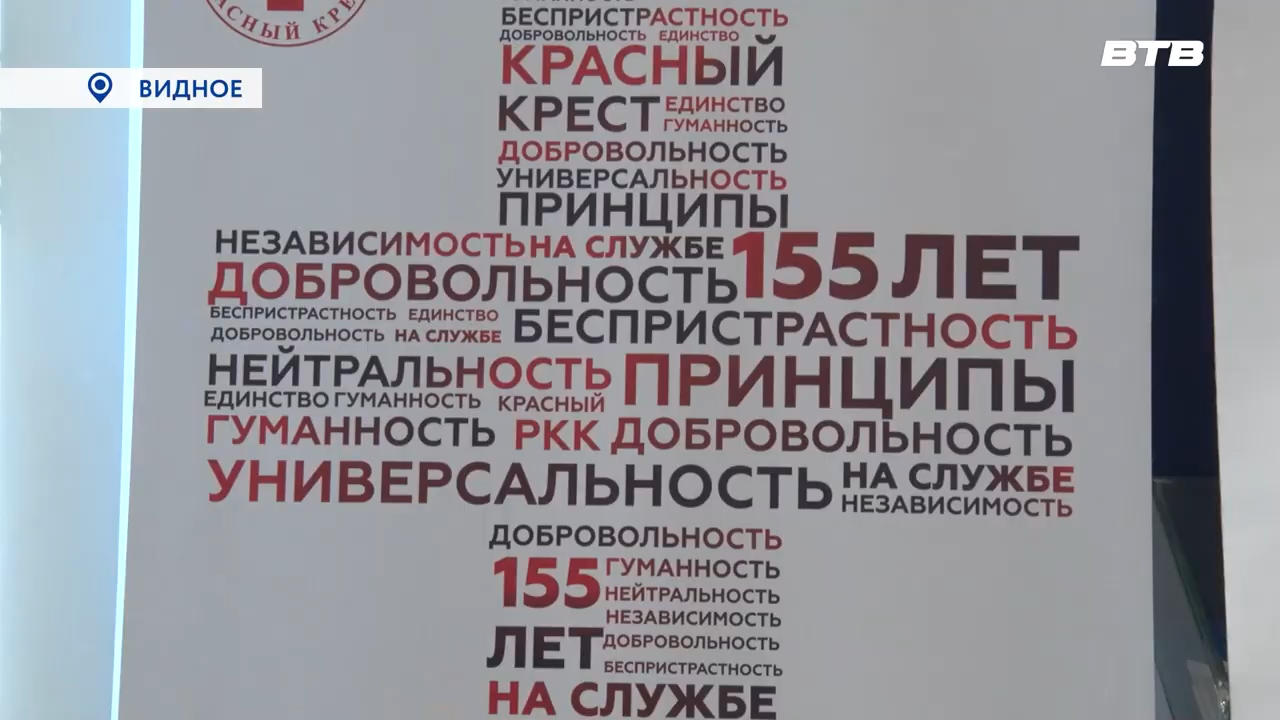 КРАСНЫЙ КРЕ
ВТВ
ВИДНОЕ
БЕСПРИСТРАСТНОСТЬ
ДОБРОВОЛЬНОСТЬ ЕДИНСТВО
КРАСНЫЙ
КРЕСТ
ЕДИНСТВО
ГУМАННОСТЬ
ДОБРОВОЛЬНОСТЬ
УНИВЕРСАЛЬНОСТЬ
ПРИНЦИПЫ
НЕЗАВИСИМОСТЬ НА СЛУЖБЕ
155 ЛЕТ
ДОБРОВОЛЬНОСТЬ
БЕСПРИСТРАСТНОСТЬ ЕДИНСТВО
ДОБРОВОЛЬНОСТЬ НА СЛУЖБЕ
БЕСПРИСТРАСТНОСТЬ
НЕЙТРАЛЬНОСТЬ
ПРИНЦИПЫ
ЕДИНСТВО ГУМАННОСТЬ КРАСНЫЙ
ГУМАННОСТЬ РКК ДОБРОВОЛЬНОСТЬ
УНИВЕРСАЛЬНОСТЬ
НА СЛУЖБЕ
НЕЗАВИСИМОСТЬ
ДОБРОВОЛЬНОСТЬ
155
ГУМАННОСТЬ
НЕЙТРАЛЬНОСТЬ
НЕЗАВИСИМОСТЬ
ЛЕТ
ДОБРОВОЛЬНОСТЬ
БЕСПРИСТРАСТНОСТЬ
НА СЛУЖБЕ